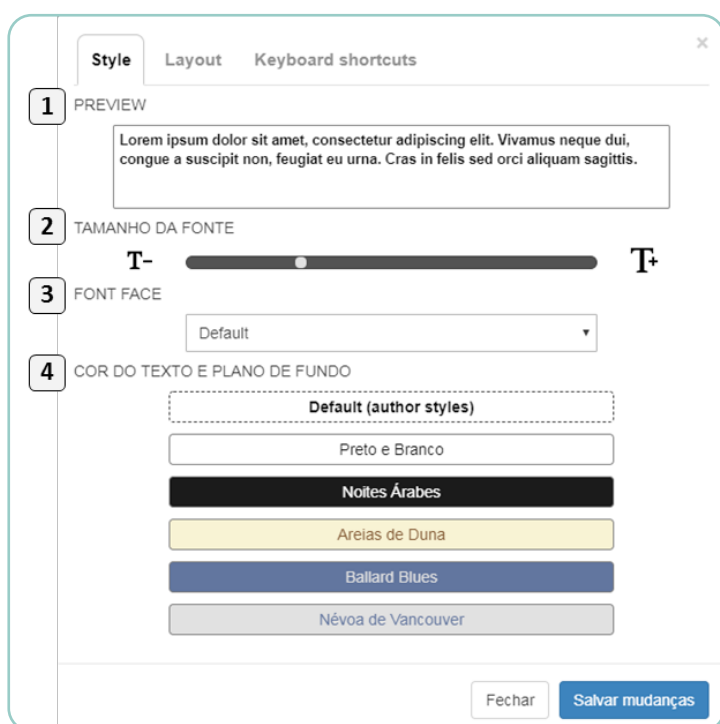 Style Layout Keyboard shortcuts ×
1 PREVIEW
Lorem ipsum dolor sit amet, consectetur adipiscing elit. Vivamus neque dui,
congue a suscipit non, feugiat eu urna. Cras in felis sed orci aliquam sagittis.
2 TAMANHO DA FONTE
T- T+
3 FONT FACE
Default
4 COR DO TEXTO E PLANO DE FUNDO
Default (author styles)
Preto e Branco
Noites Árabes
Areias de Duna
Ballard Blues
Névoa de Vancouver
Fechar Salvar mudanças